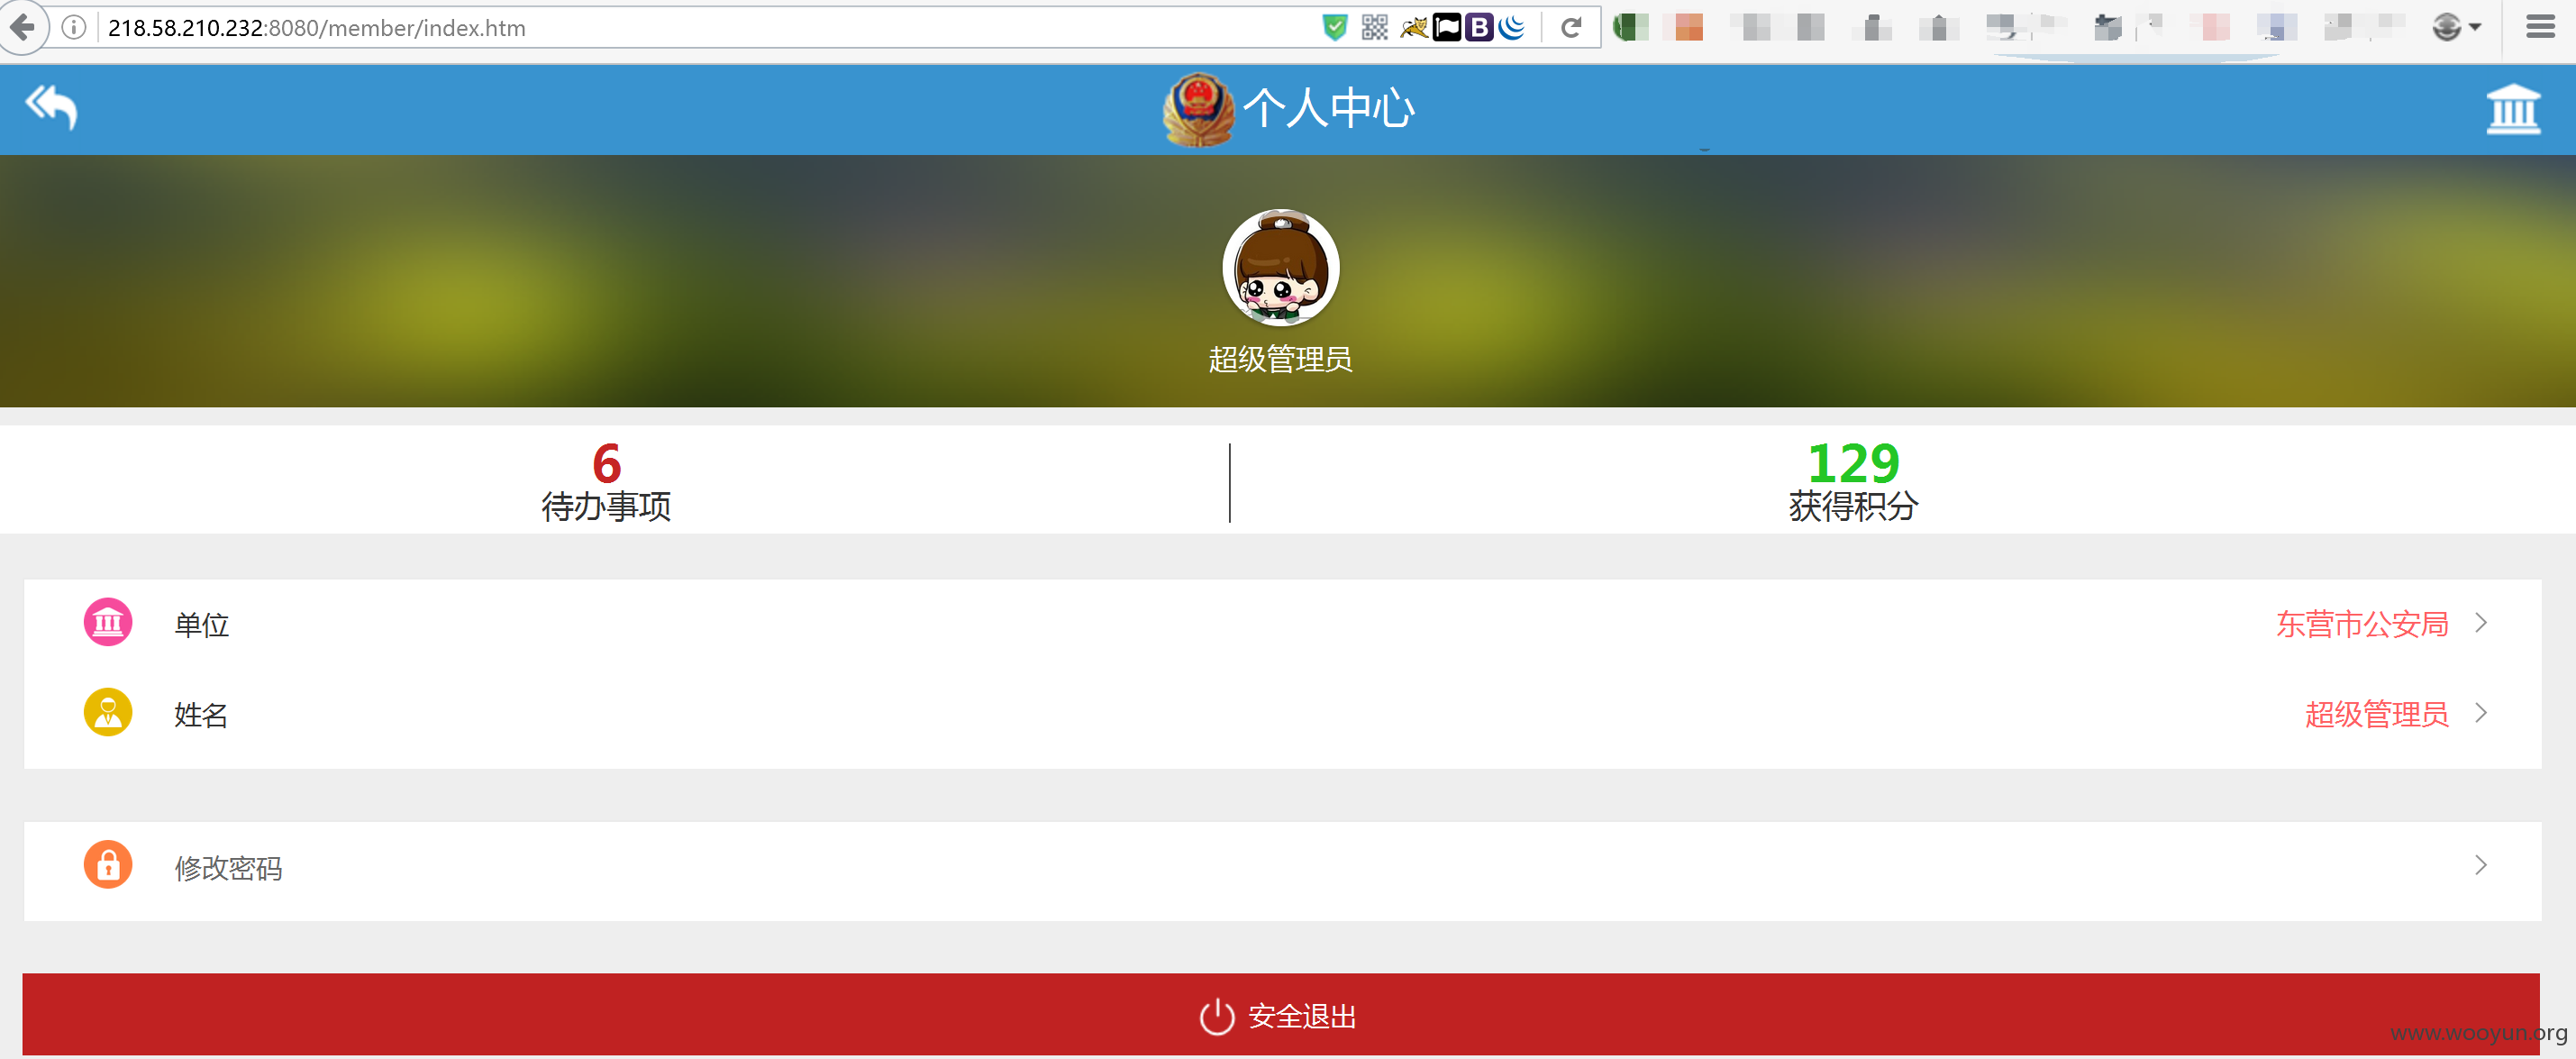 218.58.210.232:8080/member/index.htm
B
个人中心
超级管理员
6
待办事项
129
获得积分
单位
东营市公安局
姓名
超级管理员
修改密码
安全退出
www.wooyun.org